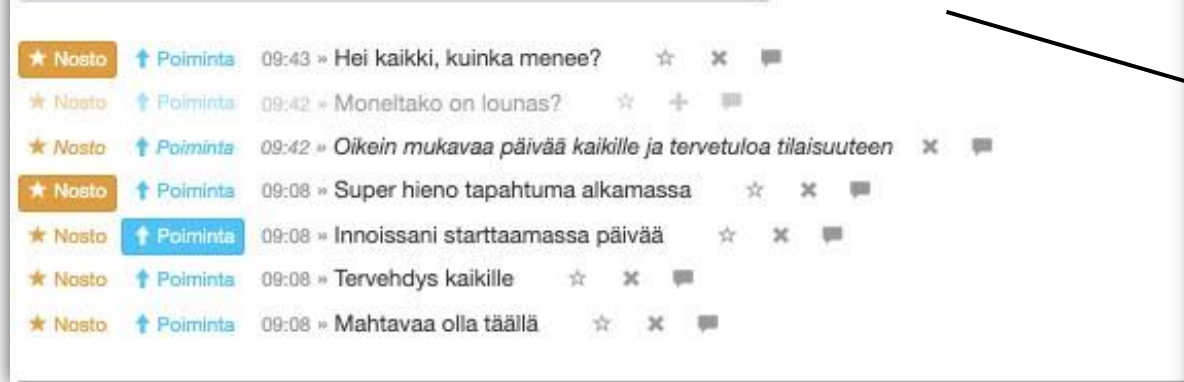 ★ Nosto ↑ Poiminta 09:43 » Hei kaikki, kuinka menee?
★ Nosto ↑ Poiminta 09:42 » Moneltako on lounas?
★ Nosto ↑ Poiminta 09:42 » Oikein mukavaa päivää kaikille ja tervetuloa tilaisuuteen
★ Nosto ↑ Poiminta 09:08 » Super hieno tapahtuma alkamassa
★ Nosto ↑ Poiminta 09:08 » Innoissani starttaamassa päivää
★ Nosto ↑ Poiminta 09:08 » Tervehdys kaikille
★ Nosto ↑ Poiminta 09:08 » Mahtavaa olla täällä